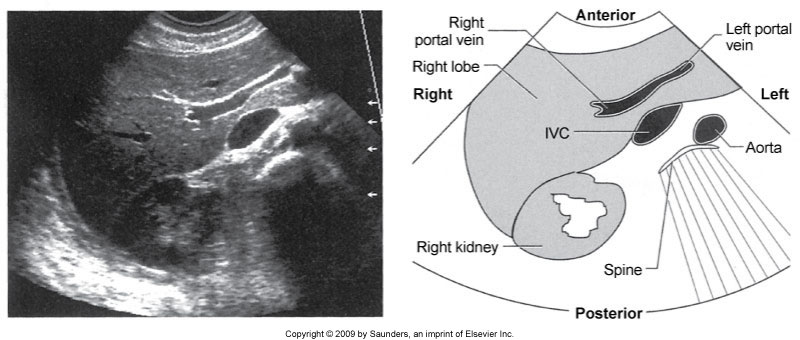 Anterior
Right
portal vein
Left portal
vein
Right lobe
Right
Left
IVC
Aorta
Right kidney
Spine
Posterior
Copyright © 2009 by Saunders, an imprint of Elsevier Inc.